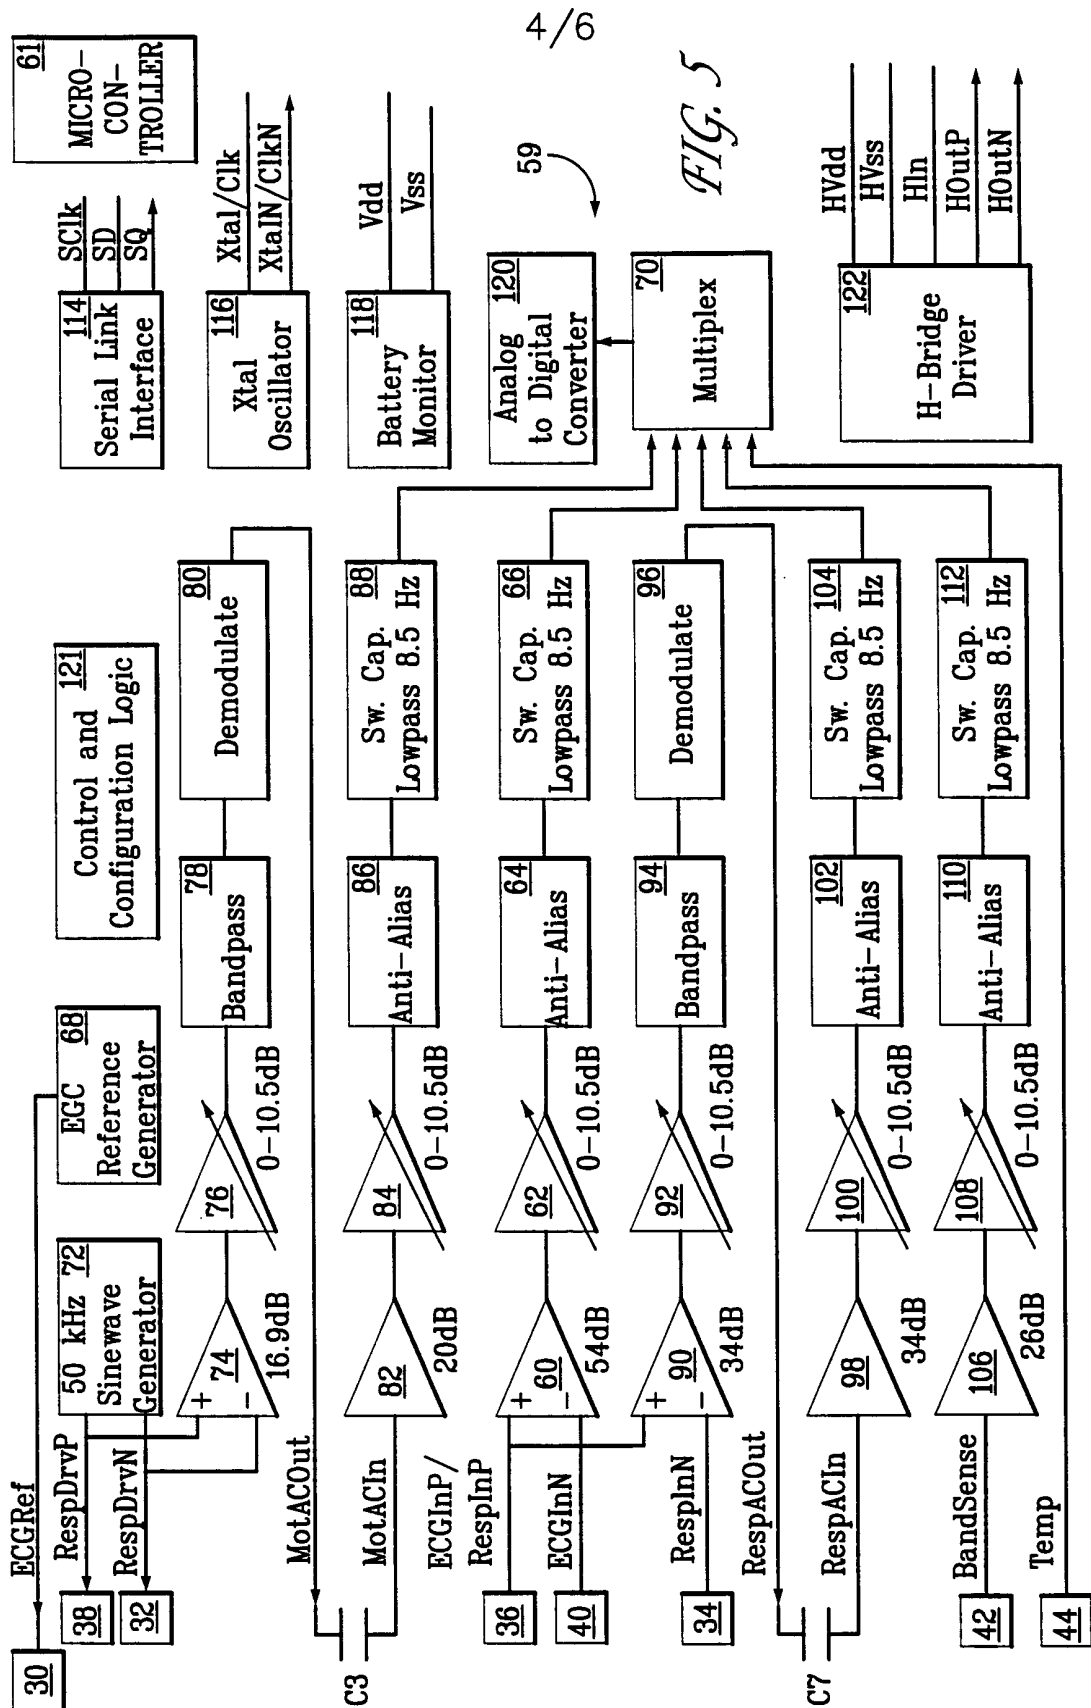 4/6
61
MICRO-
CON-
TROLLER
SClk
SD
SQ
114
Serial Link
Interface
Xtal/Clk
XtalN/ClkN
116
Xtal
Oscillator
Vdd
Vss
118
Battery
Monitor
59
FIG. 5
120
Analog
to Digital
Converter
70
Multiplex
HVdd
HVss
HIn
HOutP
HOutN
122
H-Bridge
Driver
121
Control and
Configuration Logic
68
EGC
Reference
Generator
50 kHz 72
Sinewave
Generator
ECGRef
30
RespDrvP
38
RespDrvN
32
+
-
74
16.9dB
76
0-10.5dB
78
Bandpass
80
Demodulate
MotACOut
C3
MotACIn
82
20dB
84
0-10.5dB
86
Anti-Alias
88
Sw. Cap.
Lowpass 8.5 Hz
ECGInP/
RespInP
36
ECGInN
40
+
-
60
54dB
62
0-10.5dB
64
Anti-Alias
66
Sw. Cap.
Lowpass 8.5 Hz
RespInN
34
+
-
90
34dB
92
0-10.5dB
94
Bandpass
96
Demodulate
RespACOut
C7
RespACIn
98
34dB
100
0-10.5dB
102
Anti-Alias
104
Sw. Cap.
Lowpass 8.5 Hz
BandSense
42
106
26dB
108
0-10.5dB
110
Anti-Alias
112
Sw. Cap.
Lowpass 8.5 Hz
Temp
44